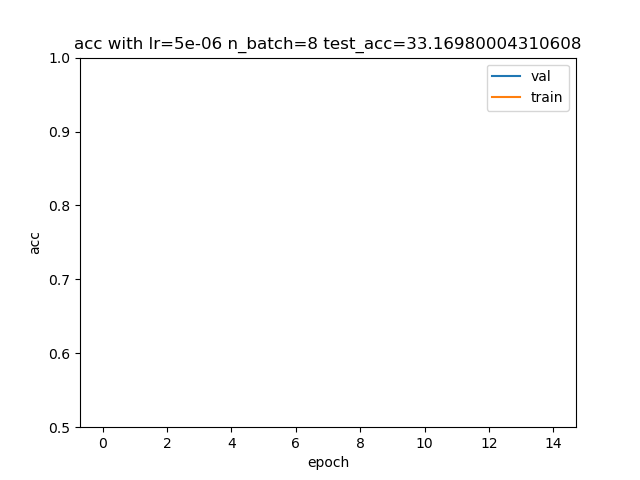 acc with lr=5e-06 n_batch=8 test_acc=33.16980004310608
val
train
1.0
0.9
0.8
0.7
0.6
0.5
acc
0 2 4 6 8 10 12 14
epoch